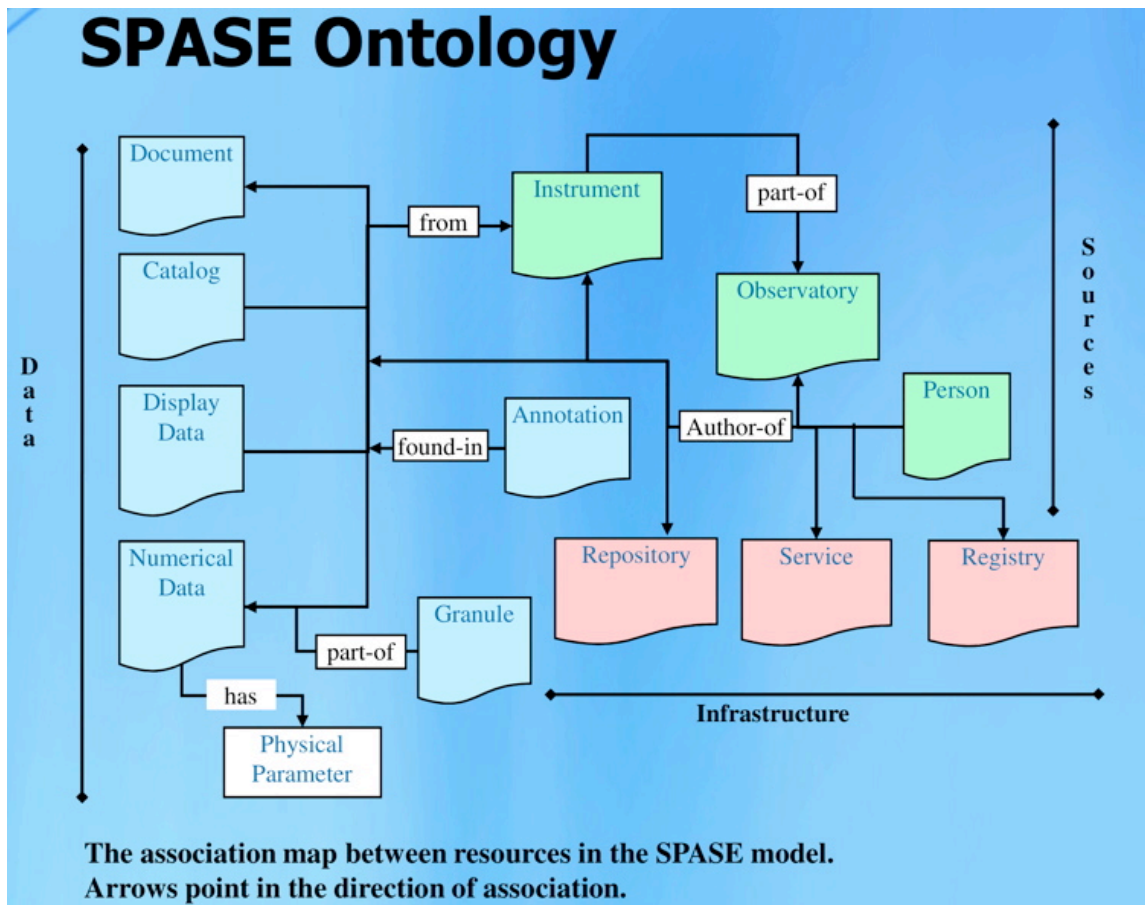 SPASE Ontology
Document
Instrument
part-of
from
Catalog
Observatory
Sources
Data
Display
Data
Annotation
Person
found-in
Author-of
Numerical
Data
Repository
Service
Registry
Granule
part-of
has
Infrastructure
Physical
Parameter
The association map between resources in the SPASE model.
Arrows point in the direction of association.